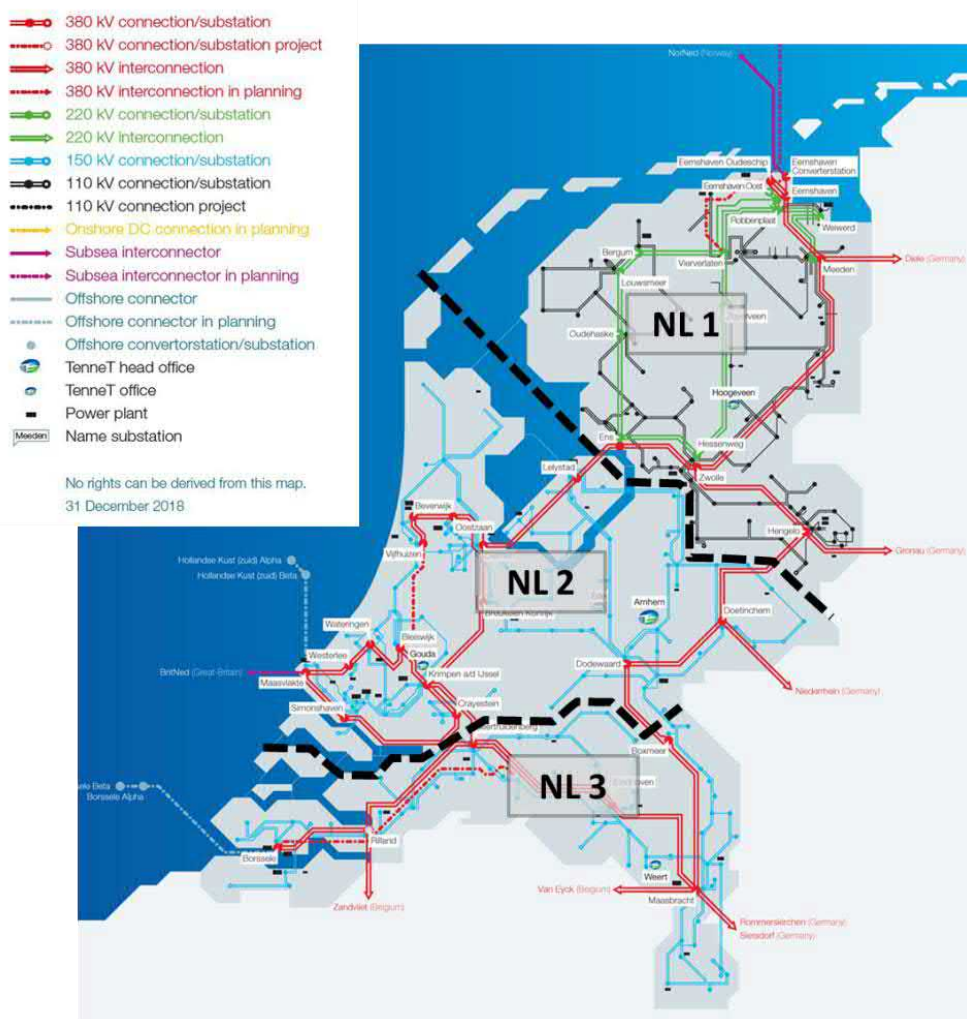 380 kV connection/substation
380 kV connection/substation project
380 kV interconnection
380 kV interconnection in planning
220 kV connection/substation
220 kV interconnection
150 kV connection/substation
110 kV connection/substation
110 kV connection project
Onshore DC connection in planning
Subsea interconnector
Subsea interconnector in planning
Offshore connector
Offshore connector in planning
Offshore convertorstation/substation
TenneT head office
TenneT office
Power plant
Meeden Name substation
No rights can be derived from this map.
31 December 2018
NorNed (Norway)
Eemshaven Oudeschip
Eemshaven
Converterstation
Eemshaven Oost
Eemshaven
Robbenplaat
Weiwerd
Bergum
Vierverlaten
Meeden
Diele (Germany)
Louwsmeer
NL 1
Oudehaske
Hoogeveen
Ens
Hessenweg
Lelystad
Zwolle
Beverwijk
Oostzaan
Hengelo
Vijfhuizen
Gronau (Germany)
Hollandse Kust (zuid) Alpha
Hollandse Kust (zuid) Beta
NL 2
Arnhem
Doetinchem
Wateringen
Bleiswijk
Gouda
Westerlee
Dodewaard
BritNed (Great-Britain)
Krimpen a/d IJssel
Maasvlakte
Niederrhein (Germany)
Simonshaven
Crayestein
Boxmeer
NL 3
Beta
Borssele Alpha
Rilland
Borssele
Weert
Van Eyck (Belgium)
Maasbracht
Zandvliet (Belgium)
Rommerskirchen (Germany)
Siersdorf (Germany)